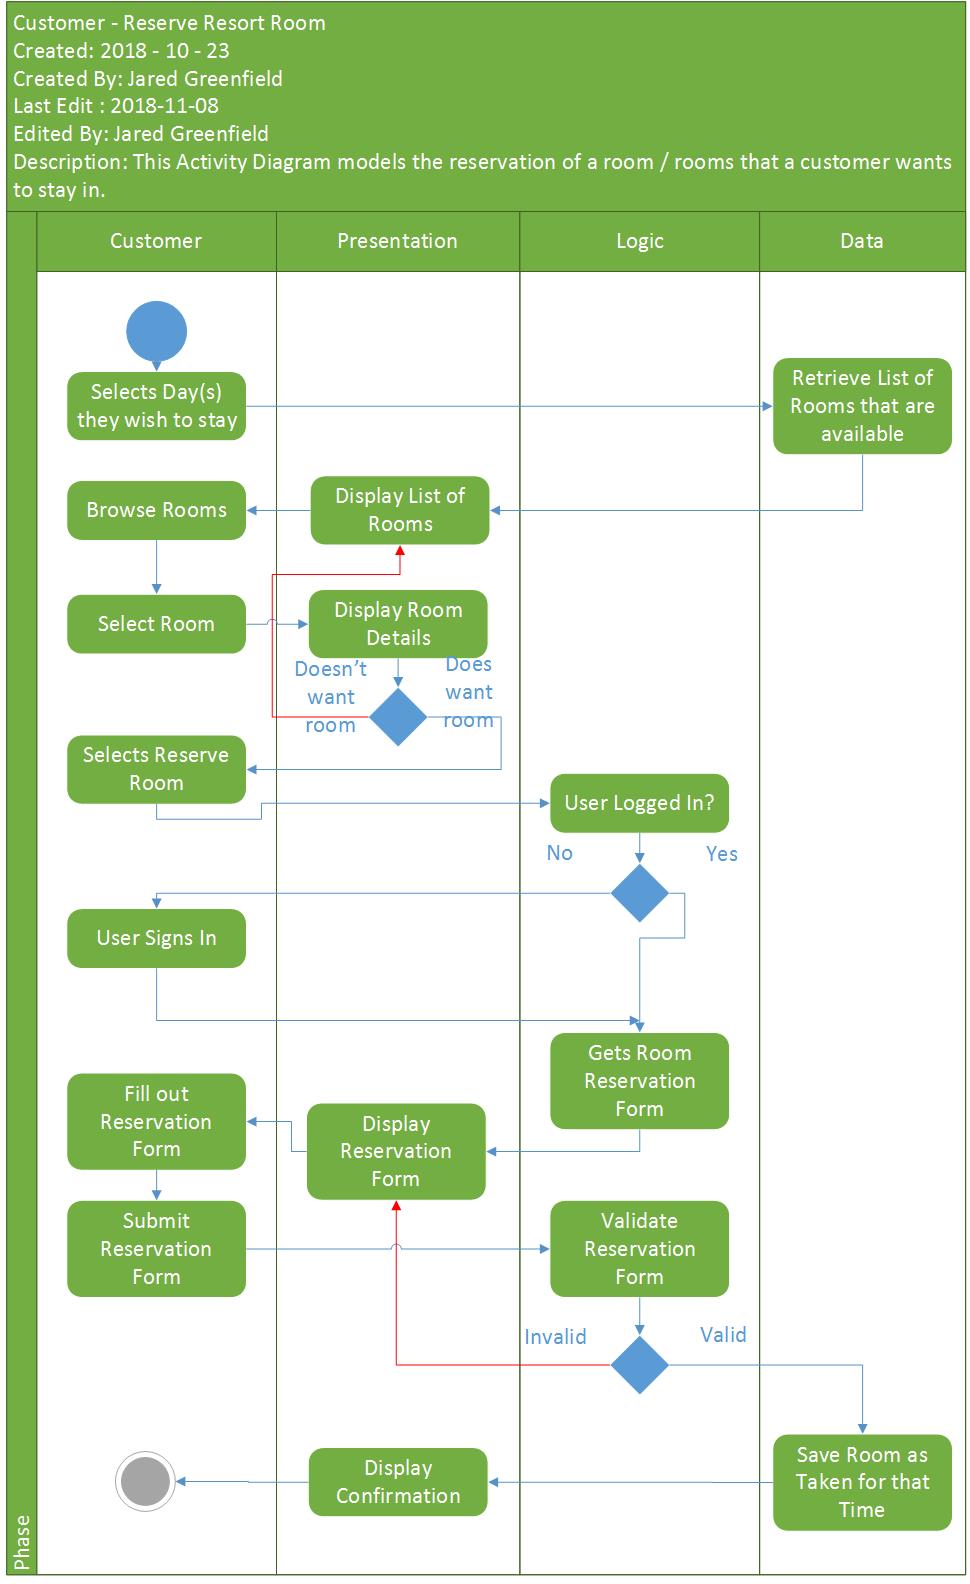 Customer - Reserve Resort Room
Created: 2018 - 10 - 23
Created By: Jared Greenfield
Last Edit : 2018-11-08
Edited By: Jared Greenfield
Description: This Activity Diagram models the reservation of a room / rooms that a customer wants
to stay in.
Customer
Presentation
Logic
Data
Selects Day(s)
they wish to stay
Retrieve List of
Rooms that are
available
Browse Rooms
Display List of
Rooms
Select Room
Display Room
Details
Doesn't
want
room
Does
want
room
Selects Reserve
Room
User Logged In?
No
Yes
User Signs In
Gets Room
Reservation
Form
Fill out
Reservation
Form
Display
Reservation
Form
Submit
Reservation
Form
Validate
Reservation
Form
Invalid
Valid
Display
Confirmation
Save Room as
Taken for that
Time
Phase